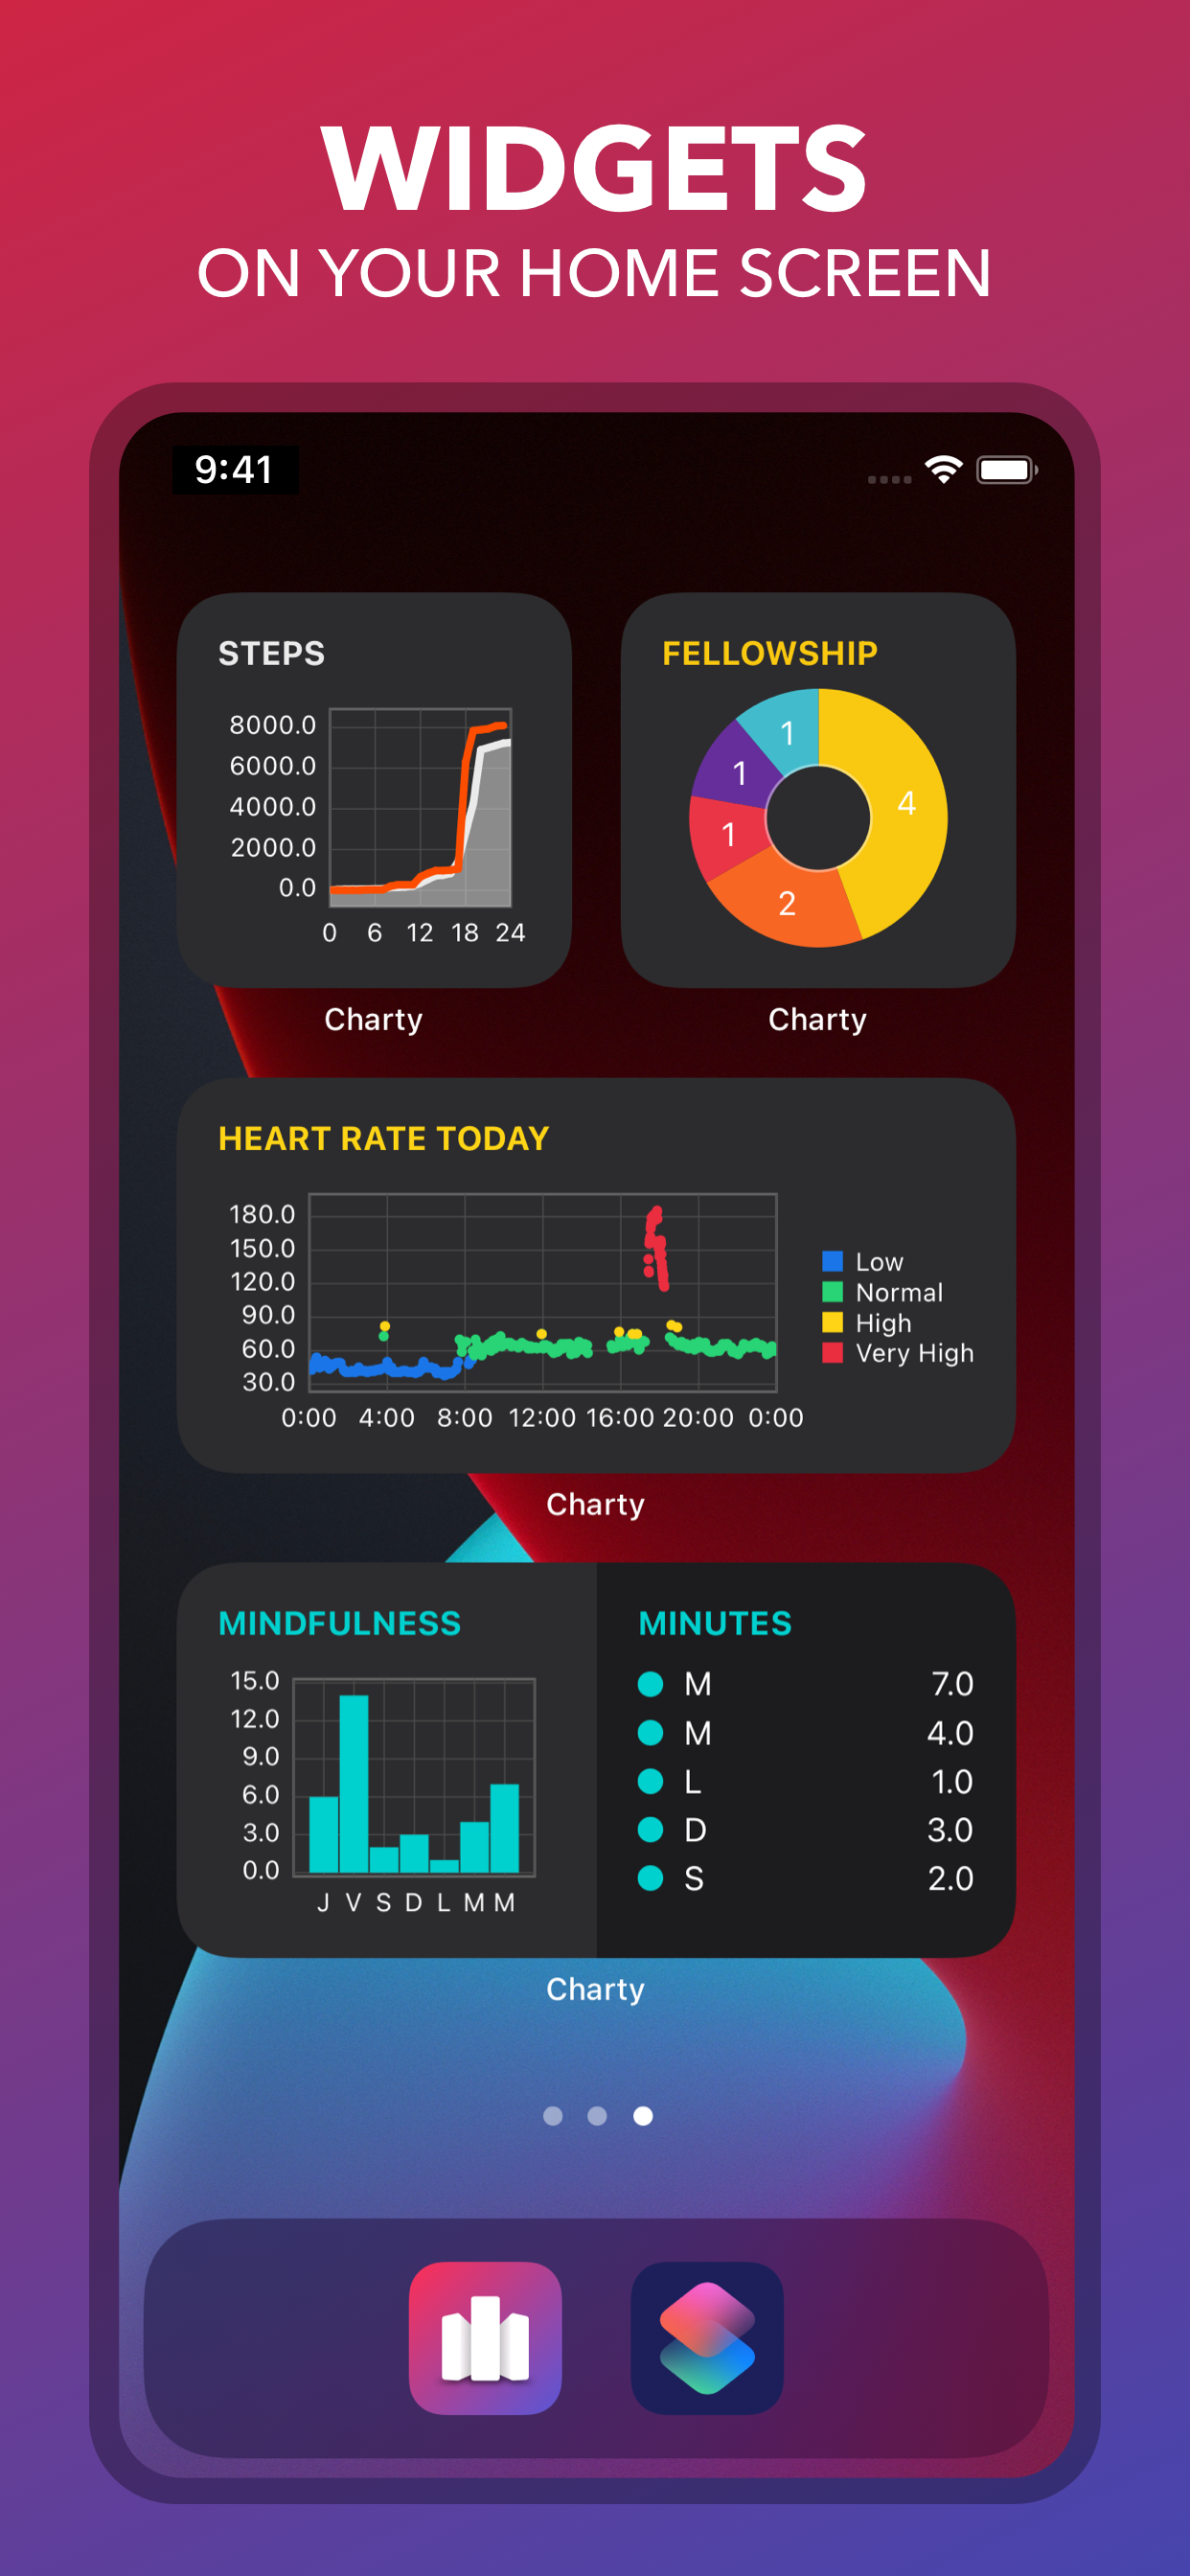 WIDGETS
ON YOUR HOME SCREEN
9:41
STEPS
8000.0
6000.0
4000.0
2000.0
0.0
0 6 12 18 24
Charty
FELLOWSHIP
1
1
4
1
2
Charty
HEART RATE TODAY
180.0
150.0
120.0
90.0
60.0
30.0
0:00 4:00 8:00 12:00 16:00 20:00 0:00
Low
Normal
High
Very High
Charty
MINDFULNESS
15.0
12.0
9.0
6.0
3.0
0.0
J V S D L M M
MINUTES
M 7.0
M 4.0
L 1.0
D 3.0
S 2.0
Charty